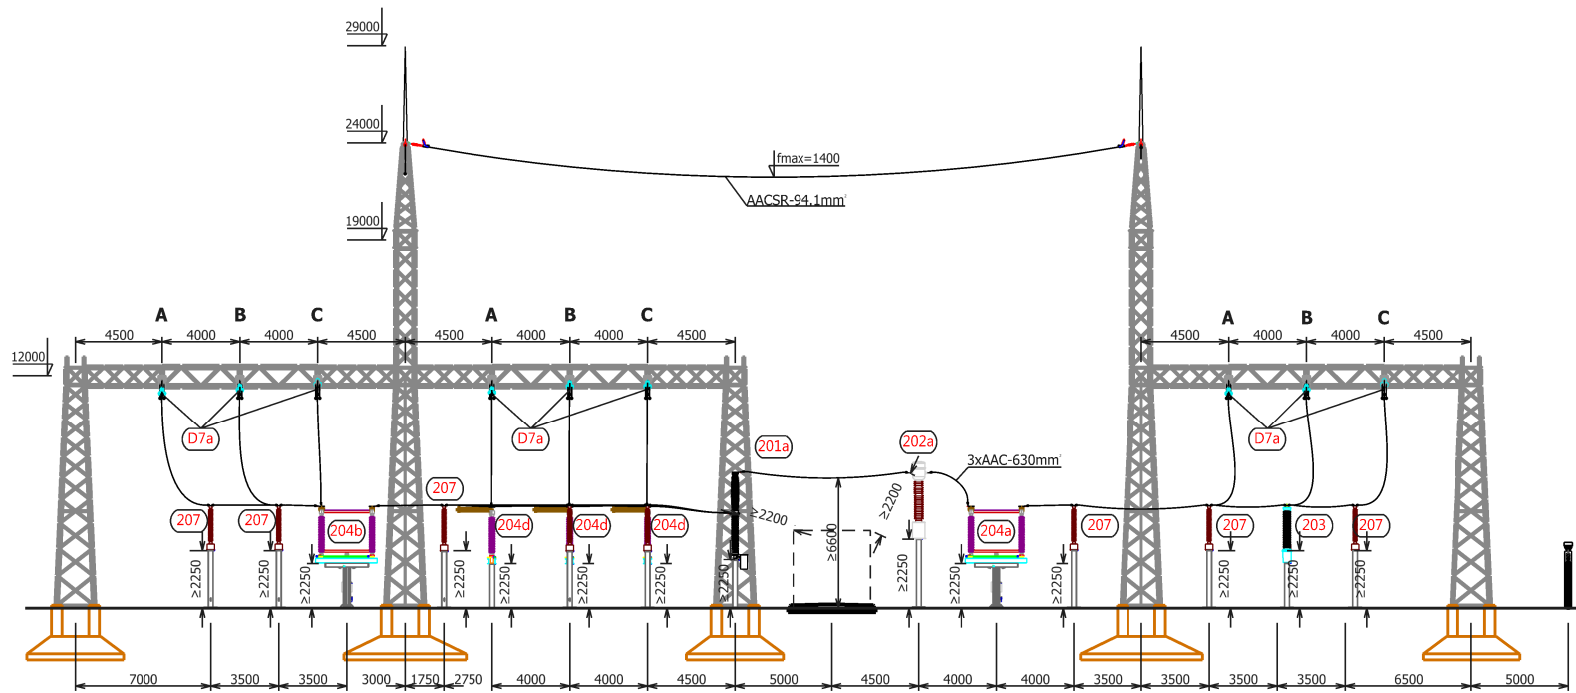 29000
24000
fmax=1400
AACSR-94.1mm²
19000
A B C A B C A B C
4500 4000 4000 4500 4500 4000 4000 4500 4500 4000 4000 4500
12000
D7a D7a D7a
201a 202a
3xAAC-630mm²
207
207 207 204b 204d 204d 204d ≥2200 ≥2200 204a 207 207 203 207
≥6600
≥2250 ≥2250 ≥2250 ≥2250 ≥2250 ≥2250 ≥2250 ≥2250 ≥2250 ≥2250 ≥2250 ≥2250 ≥2250 ≥2250
7000 3500 3500 3000 1750 2750 4000 4000 4500 5000 4500 4000 4000 3500 3500 3500 3500 6500 5000